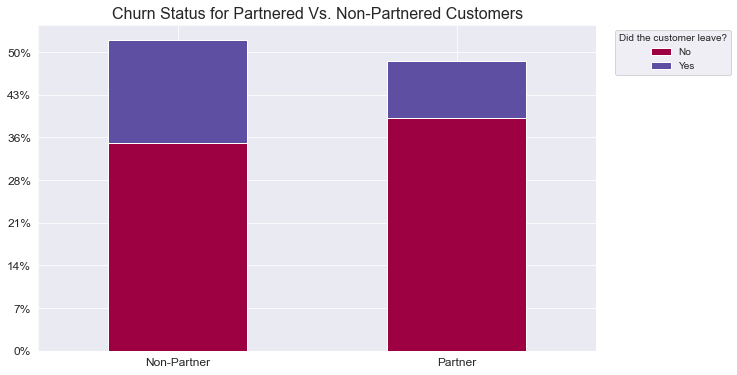 Churn Status for Partnered Vs. Non-Partnered Customers
Did the customer leave?
No
Yes
50%
43%
36%
28%
21%
14%
7%
0%
Non-Partner
Partner